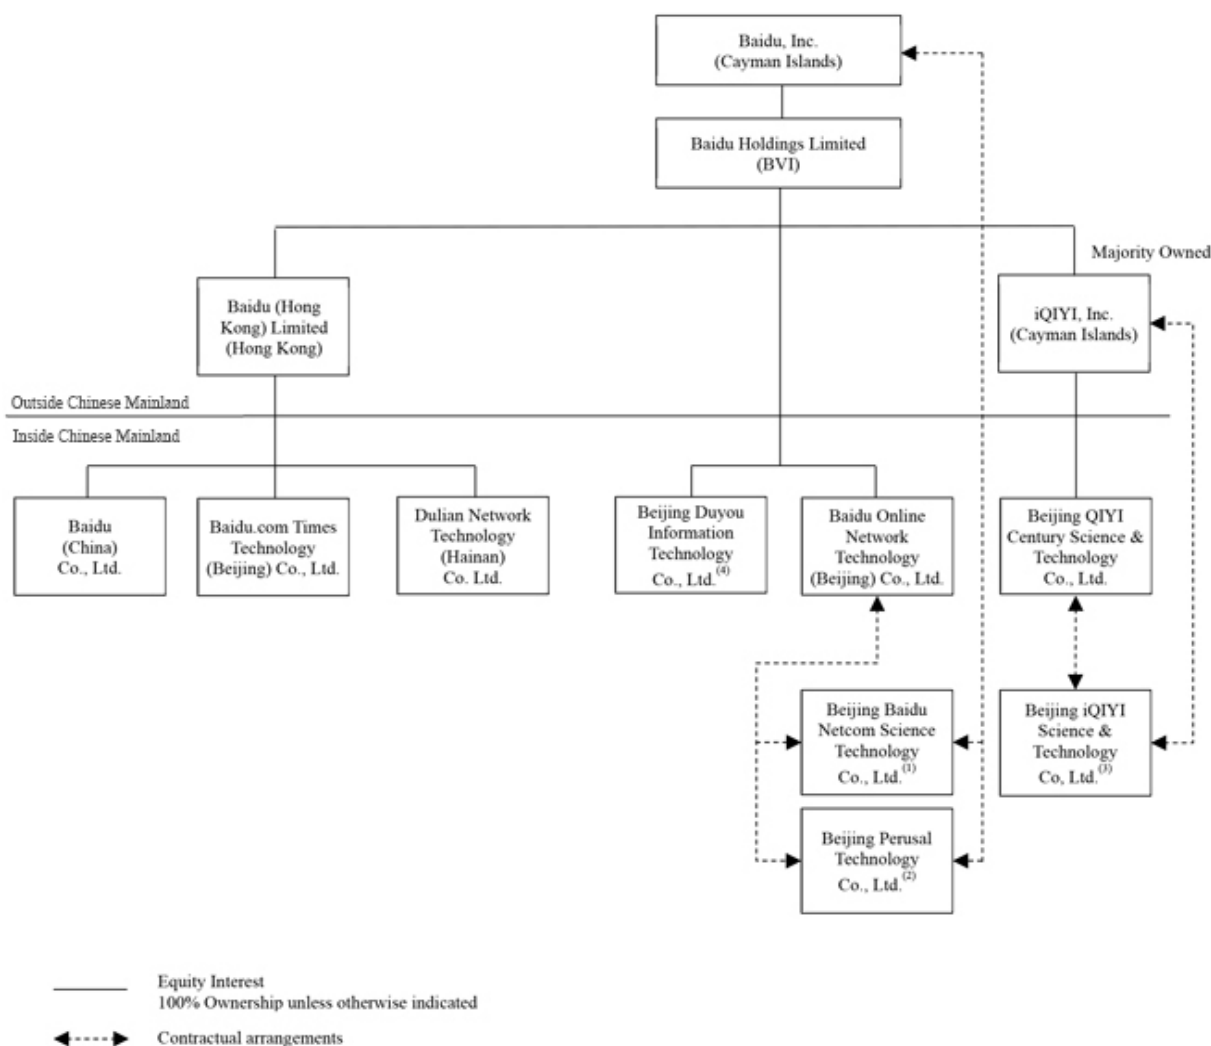 Baidu, Inc.
(Cayman Islands)
Baidu Holdings Limited
(BVI)
Majority Owned
Baidu (Hong
Kong) Limited
(Hong Kong)
iQIYI, Inc.
(Cayman Islands)
Outside Chinese Mainland
Inside Chinese Mainland
Baidu
(China)
Co., Ltd.
Baidu.com Times
Technology
(Beijing) Co., Ltd.
Dulian Network
Technology
(Hainan)
Co. Ltd.
Beijing Duyou
Information
Technology
Co., Ltd.(4)
Baidu Online
Network
Technology
(Beijing) Co., Ltd.
Beijing QIYI
Century Science &
Technology
Co., Ltd.
Beijing Baidu
Netcom Science
Technology
Co., Ltd.(1)
Beijing iQIYI
Science &
Technology
Co, Ltd.(3)
Beijing Perusal
Technology
Co., Ltd.(2)
Equity Interest
100% Ownership unless otherwise indicated
Contractual arrangements